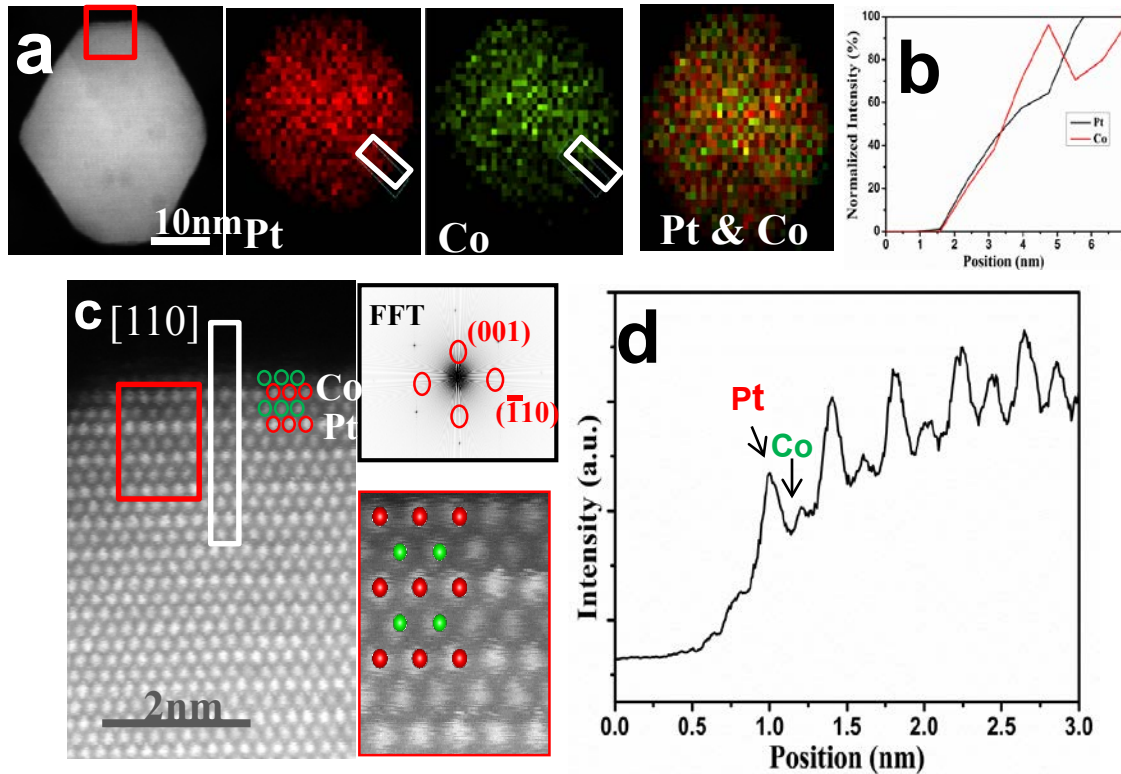 a
10nm
Pt
Co
Pt & Co
b
Normalized Intensity (%)
100
80
60
40
20
0
Pt
Co
0 1 2 3 4 5 6
Position (nm)
c
[110]
Co
Pt
2nm
FFT
(001)
(1̅10)
d
Intensity (a.u.)
Pt
Co
0.0 0.5 1.0 1.5 2.0 2.5 3.0
Position (nm)